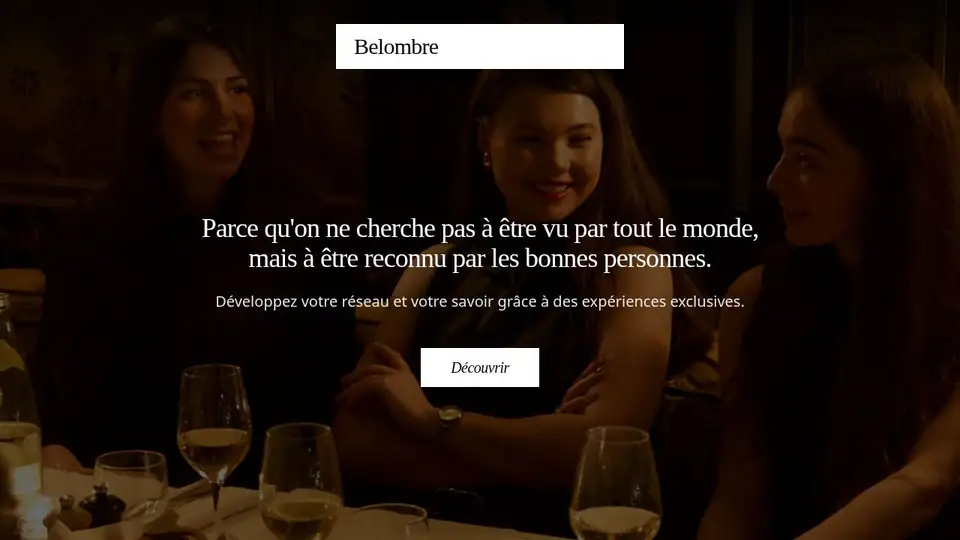 Belombre
Parce qu'on ne cherche pas à être vu par tout le monde,
mais à être reconnu par les bonnes personnes.
Développez votre réseau et votre savoir grâce à des expériences exclusives.
Découvrir